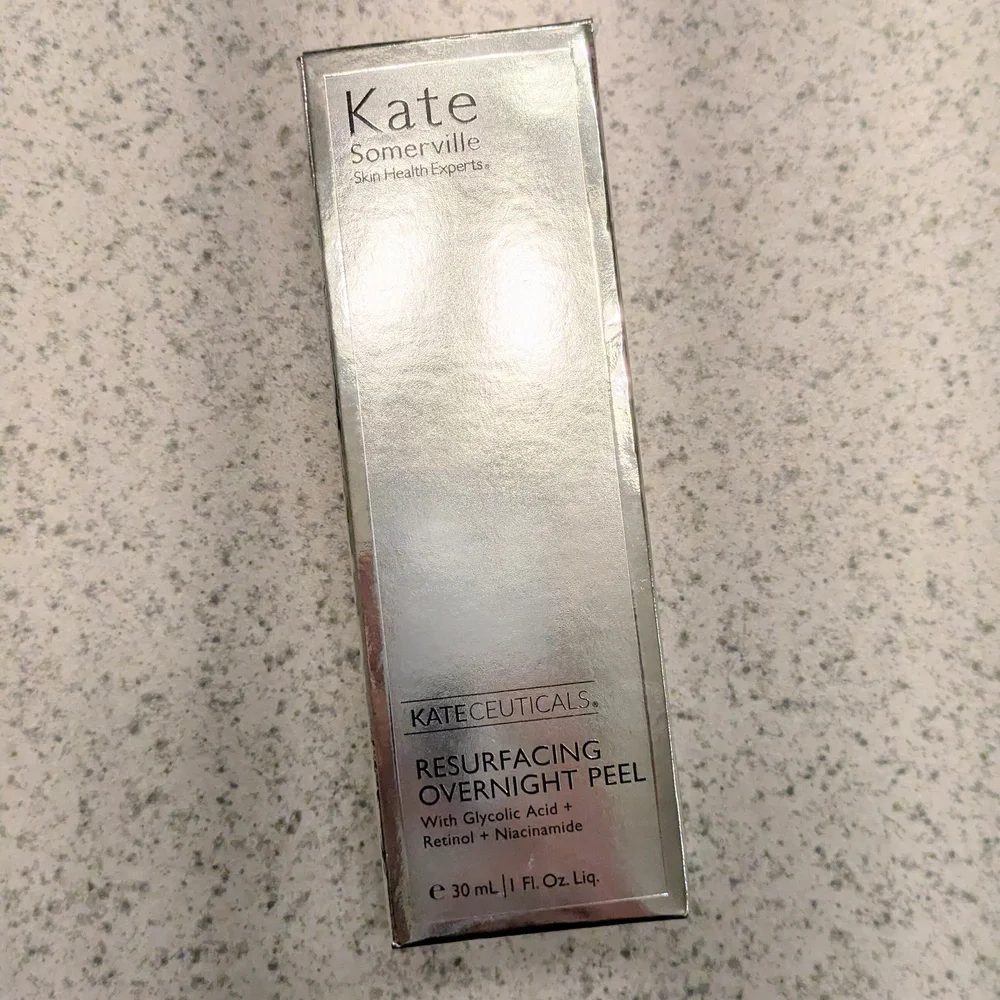 Kate
Somerville
Skin Health Experts®
KATECEUTICALS®
RESURFACING
OVERNIGHT PEEL
With Glycolic Acid +
Retinol + Niacinamide
℮ 30 mL | 1 Fl. Oz. Liq.